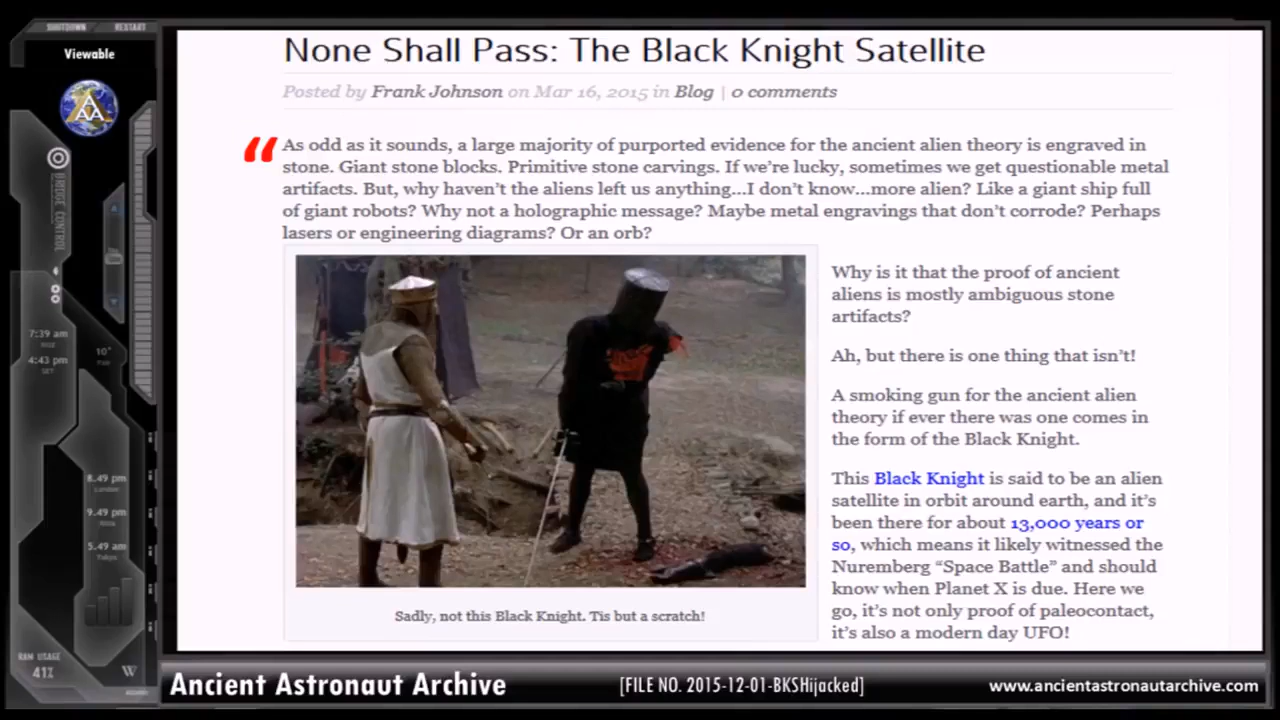 SHUTDOWN RESTART
Viewable
AAA
BRIDGE CONTROL
7:39 am
4:43 pm
SET
10°
8.49 pm
London
9.49 pm
5.49 am
Tokyo
RAM USAGE
41%
W
None Shall Pass: The Black Knight Satellite
Posted by Frank Johnson on Mar 16, 2015 in Blog | 0 comments
“
As odd as it sounds, a large majority of purported evidence for the ancient alien theory is engraved in
stone. Giant stone blocks. Primitive stone carvings. If we're lucky, sometimes we get questionable metal
artifacts. But, why haven't the aliens left us anything...I don't know...more alien? Like a giant ship full
of giant robots? Why not a holographic message? Maybe metal engravings that don't corrode? Perhaps
lasers or engineering diagrams? Or an orb?
Why is it that the proof of ancient
aliens is mostly ambiguous stone
artifacts?
Ah, but there is one thing that isn't!
A smoking gun for the ancient alien
theory if ever there was one comes in
the form of the Black Knight.
This Black Knight is said to be an alien
satellite in orbit around earth, and it's
been there for about 13,000 years or
so, which means it likely witnessed the
Nuremberg “Space Battle” and should
know when Planet X is due. Here we
go, it's not only proof of paleocontact,
it's also a modern day UFO!
Sadly, not this Black Knight. Tis but a scratch!
Ancient Astronaut Archive
[FILE NO. 2015-12-01-BKSHijacked]
www.ancientastronautarchive.com